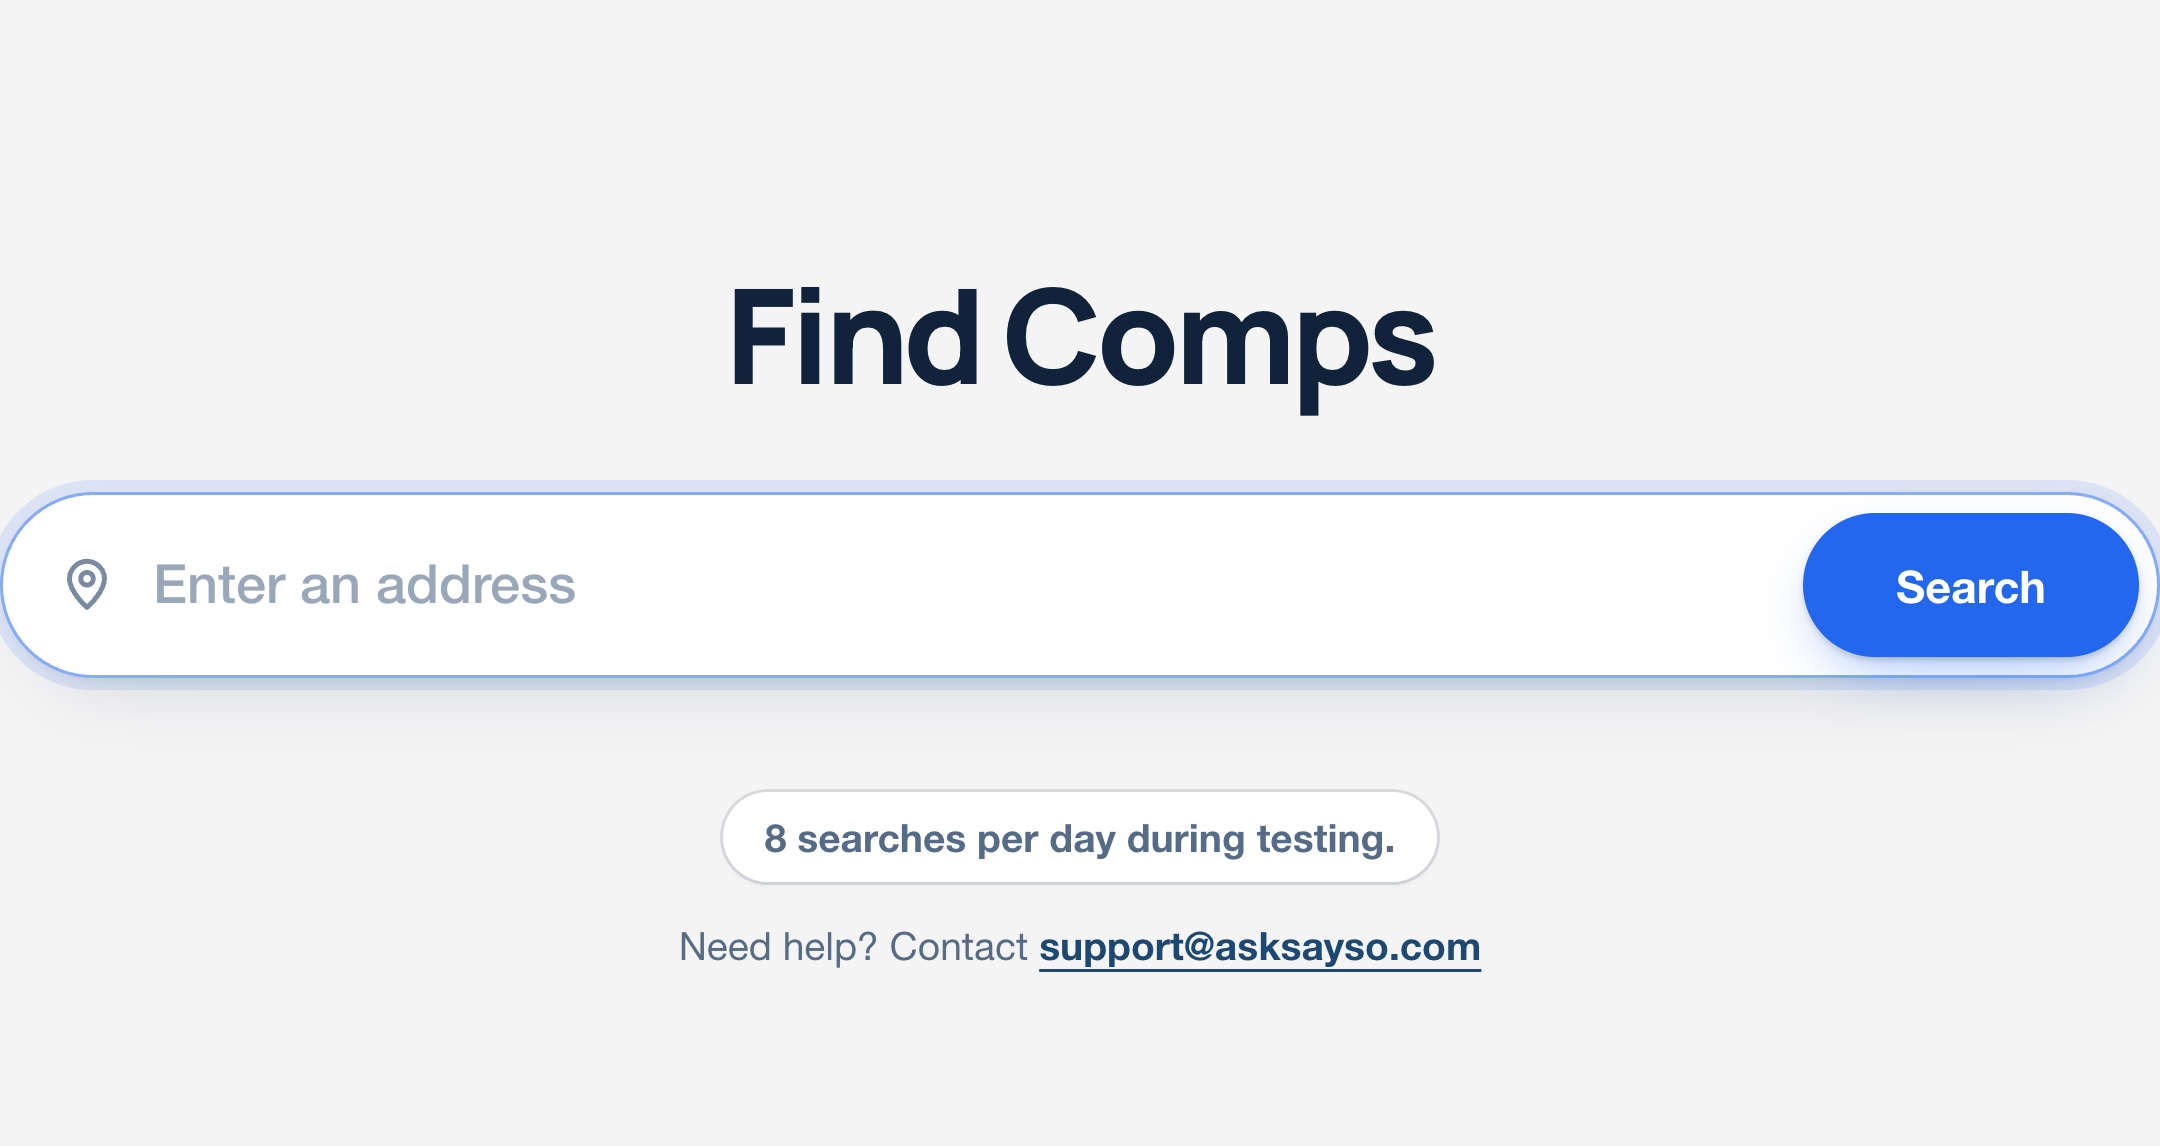 Find Comps
Enter an address
Search
8 searches per day during testing.
Need help? Contact support@asksayso.com